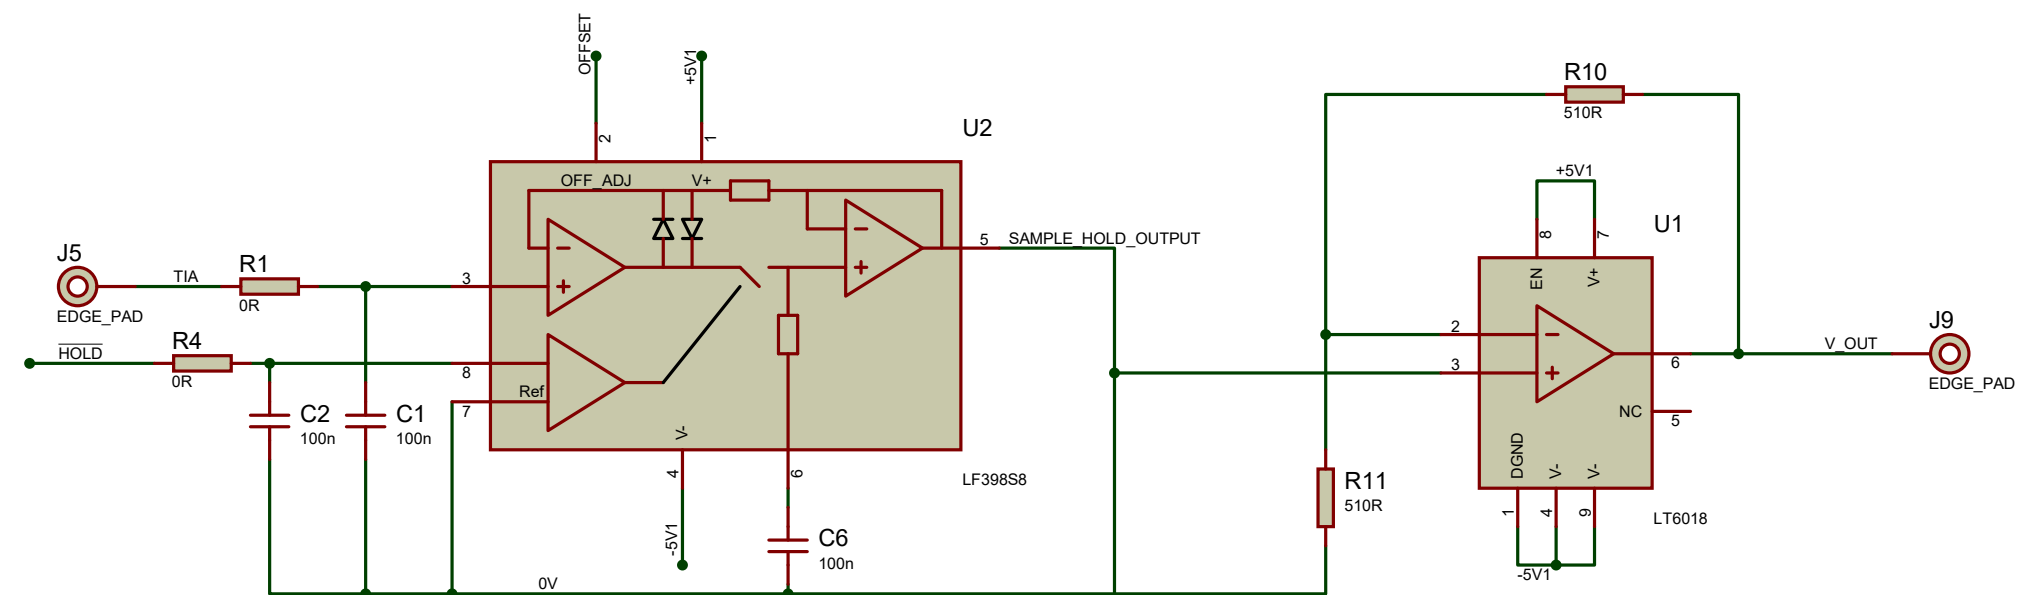 OFFSET
+5V1
2
1
U2
OFF_ADJ
V+
R10
510R
+5V1
8
7
U1
EN
V+
J5
TIA
R1
0R
EDGE_PAD
3
5
SAMPLE_HOLD_OUTPUT
HOLD
R4
0R
8
Ref
7
2
3
6
V_OUT
J9
EDGE_PAD
NC
5
C2
100n
C1
100n
V-
4
6
LF398S8
R11
510R
DGND
V-
V-
1
4
9
LT6018
-5V1
C6
100n
-5V1
0V